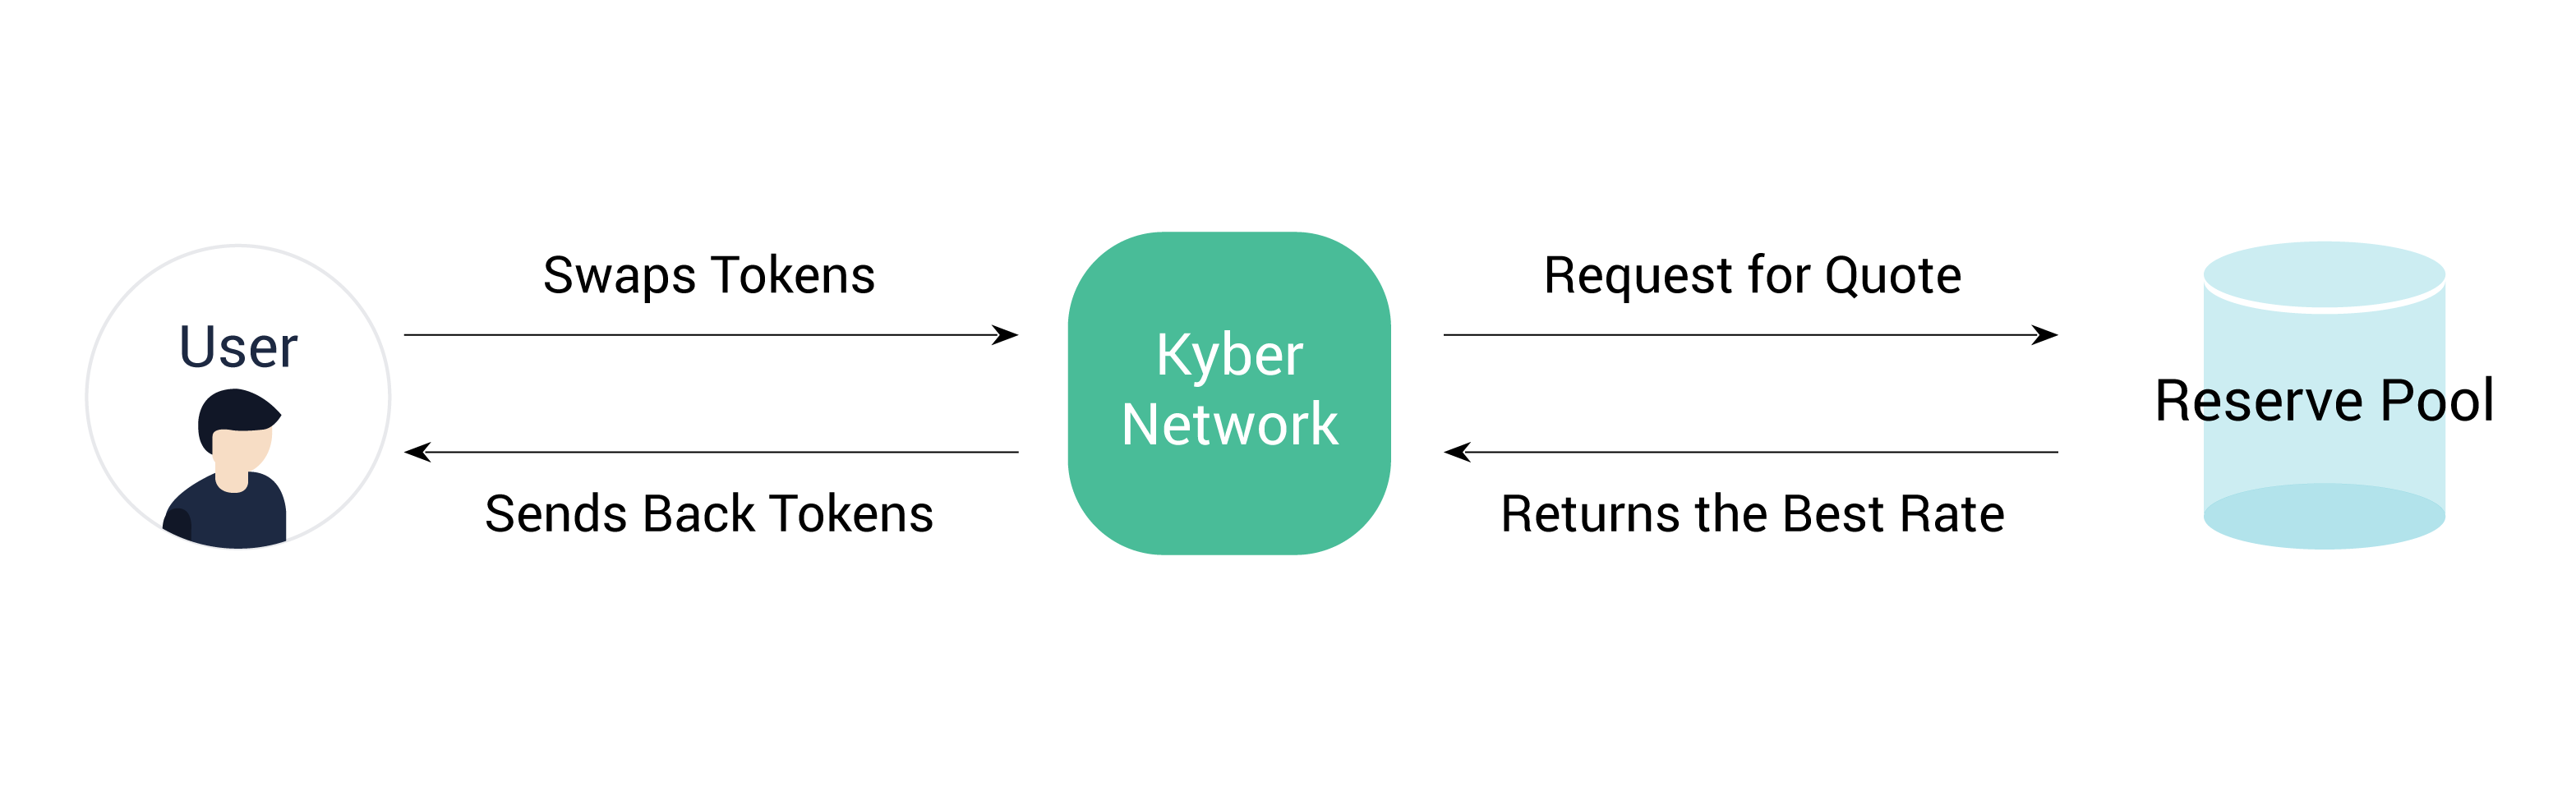 User
Swaps Tokens
Sends Back Tokens
Kyber
Network
Request for Quote
Returns the Best Rate
Reserve Pool